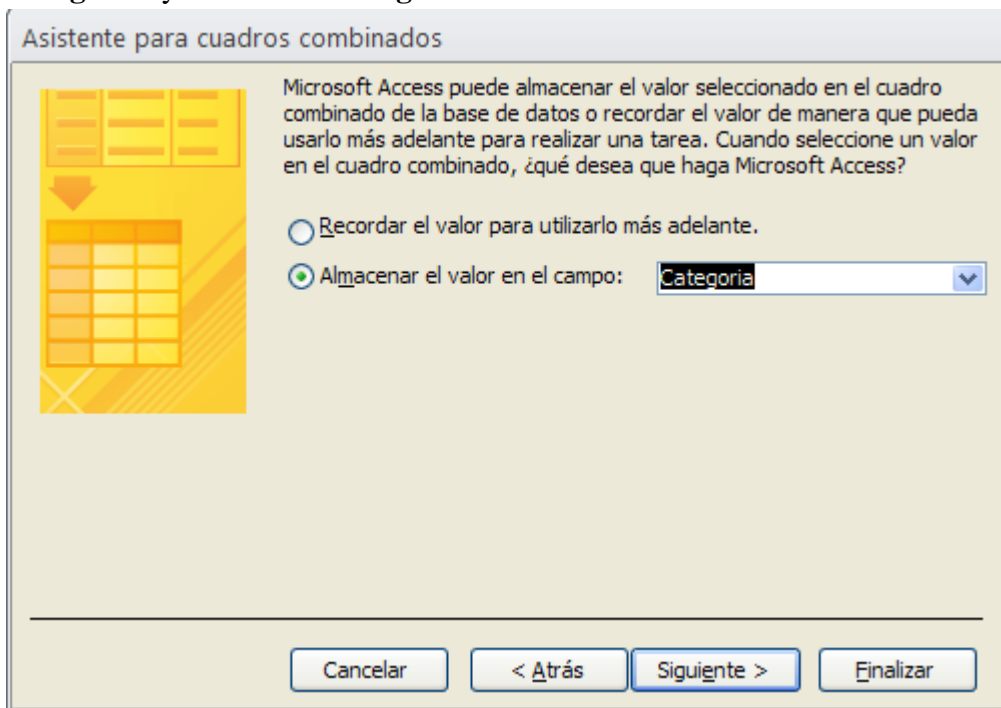 Asistente para cuadros combinados
Microsoft Access puede almacenar el valor seleccionado en el cuadro
combinado de la base de datos o recordar el valor de manera que pueda
usarlo más adelante para realizar una tarea. Cuando seleccione un valor
en el cuadro combinado, ¿qué desea que haga Microsoft Access?
Recordar el valor para utilizarlo más adelante.
Almacenar el valor en el campo: Categoria
Cancelar < Atrás Siguiente > Finalizar